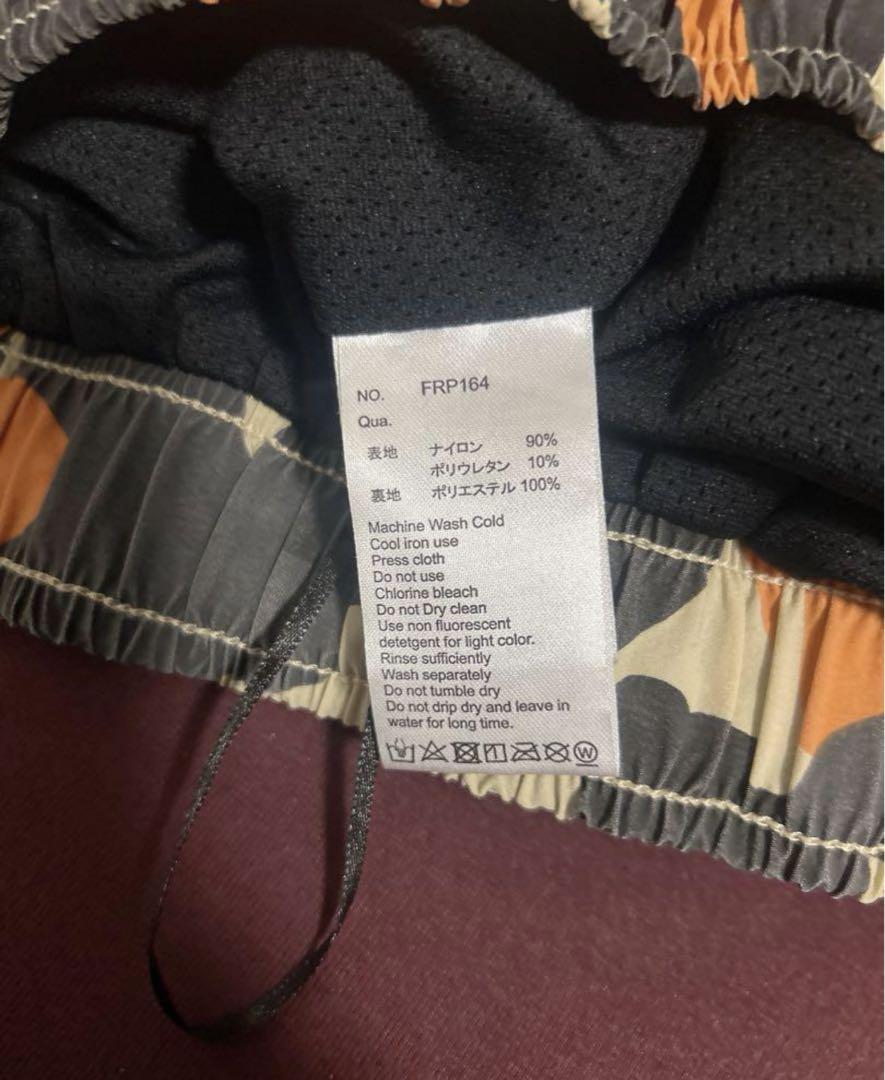 NO. FRP164
Qua.
表地 ナイロン 90%
ポリウレタン 10%
裏地 ポリエステル 100%
Machine Wash Cold
Cool iron use
Press cloth
Do not use
Chlorine bleach
Do not Dry clean
Use non fluorescent
detetgent for light color.
Rinse sufficiently
Wash separately
Do not tumble dry
Do not drip dry and leave in
water for long time.
W